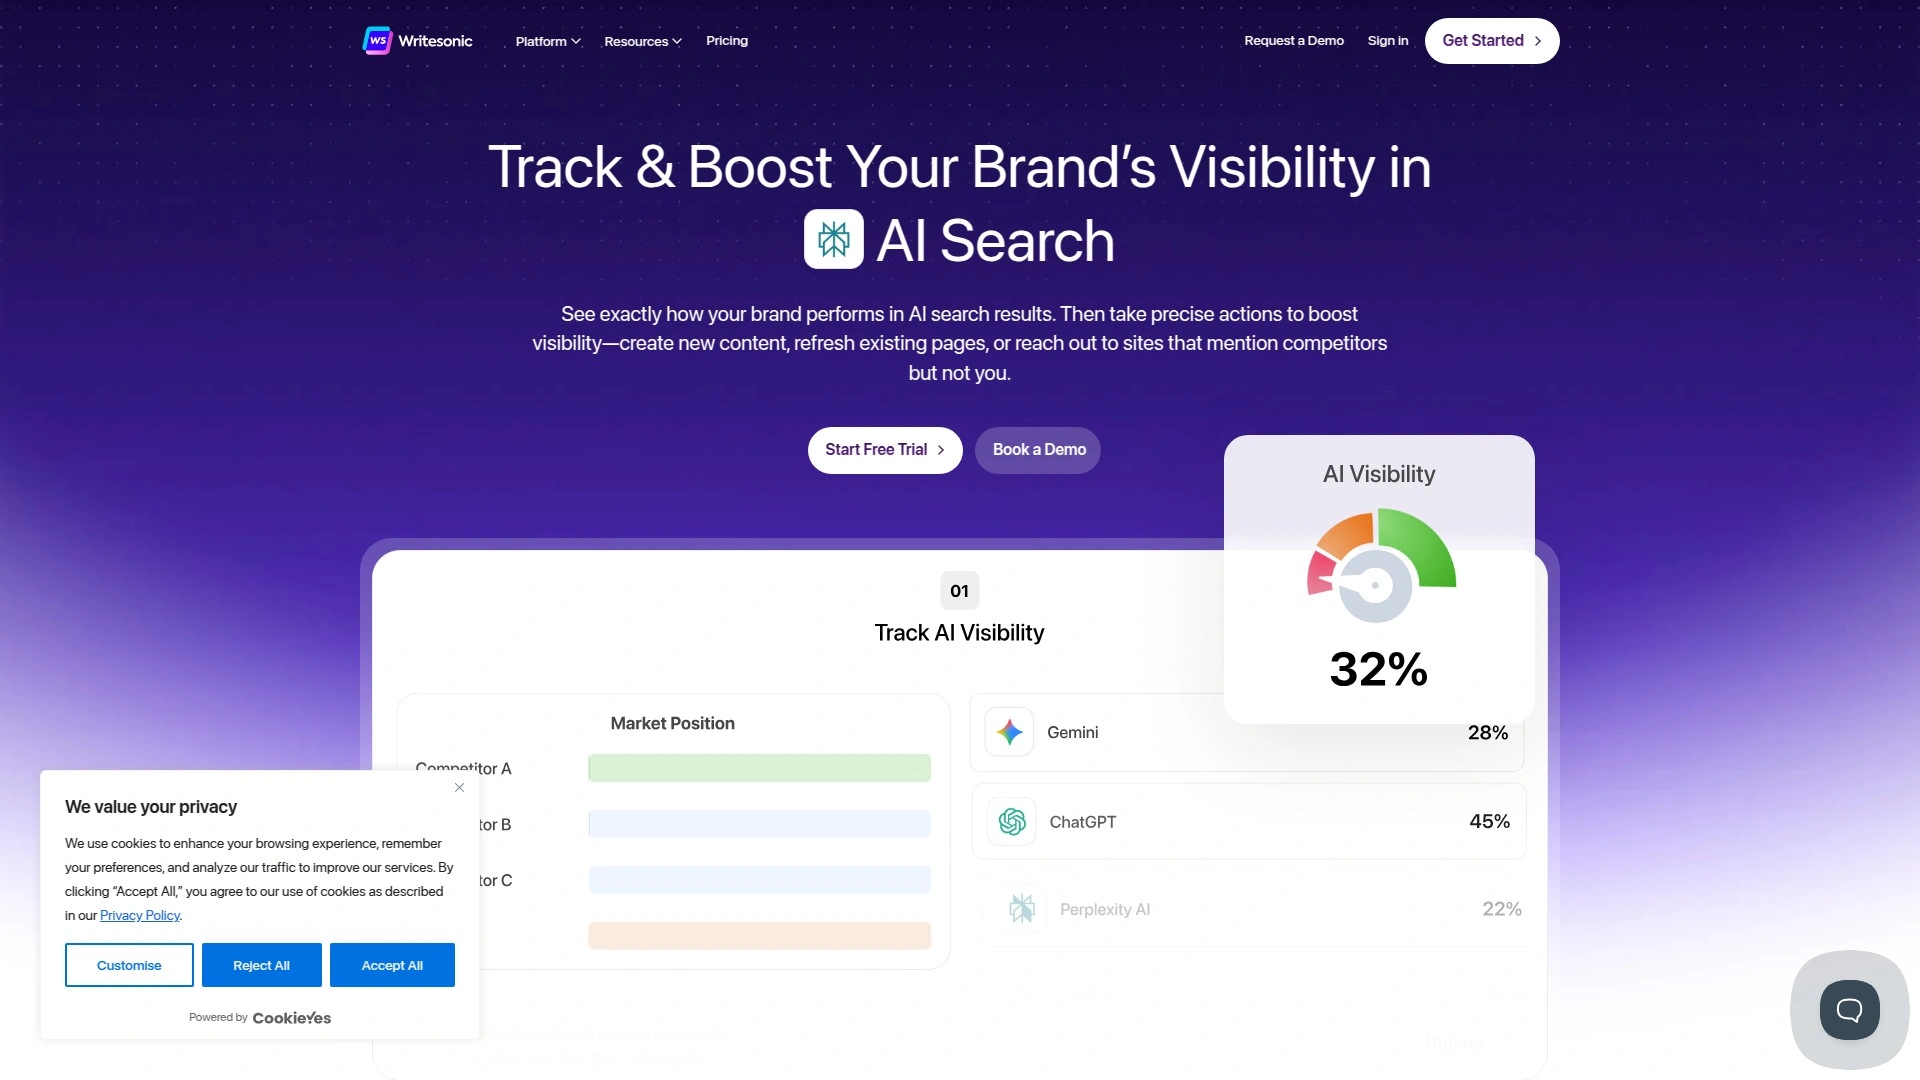 WS Writesonic
Platform
Resources
Pricing
Request a Demo
Sign in
Get Started
Track & Boost Your Brand’s Visibility in
AI Search
See exactly how your brand performs in AI search results. Then take precise actions to boost
visibility—create new content, refresh existing pages, or reach out to sites that mention competitors
but not you.
Start Free Trial
Book a Demo
AI Visibility
32%
01
Track AI Visibility
Market Position
Competitor A
tor B
tor C
Gemini
28%
ChatGPT
45%
Perplexity AI
22%
We value your privacy
We use cookies to enhance your browsing experience, remember
your preferences, and analyze our traffic to improve our services. By
clicking “Accept All,” you agree to our use of cookies as described
in our Privacy Policy.
Customise
Reject All
Accept All
Powered by CookieYes